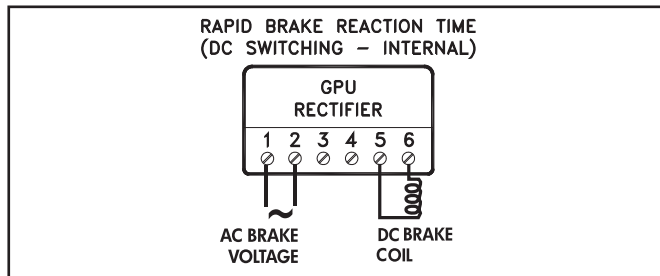 RAPID BRAKE REACTION TIME
(DC SWITCHING – INTERNAL)
GPU
RECTIFIER
1 2 3 4 5 6
~
AC BRAKE
VOLTAGE
DC BRAKE
COIL